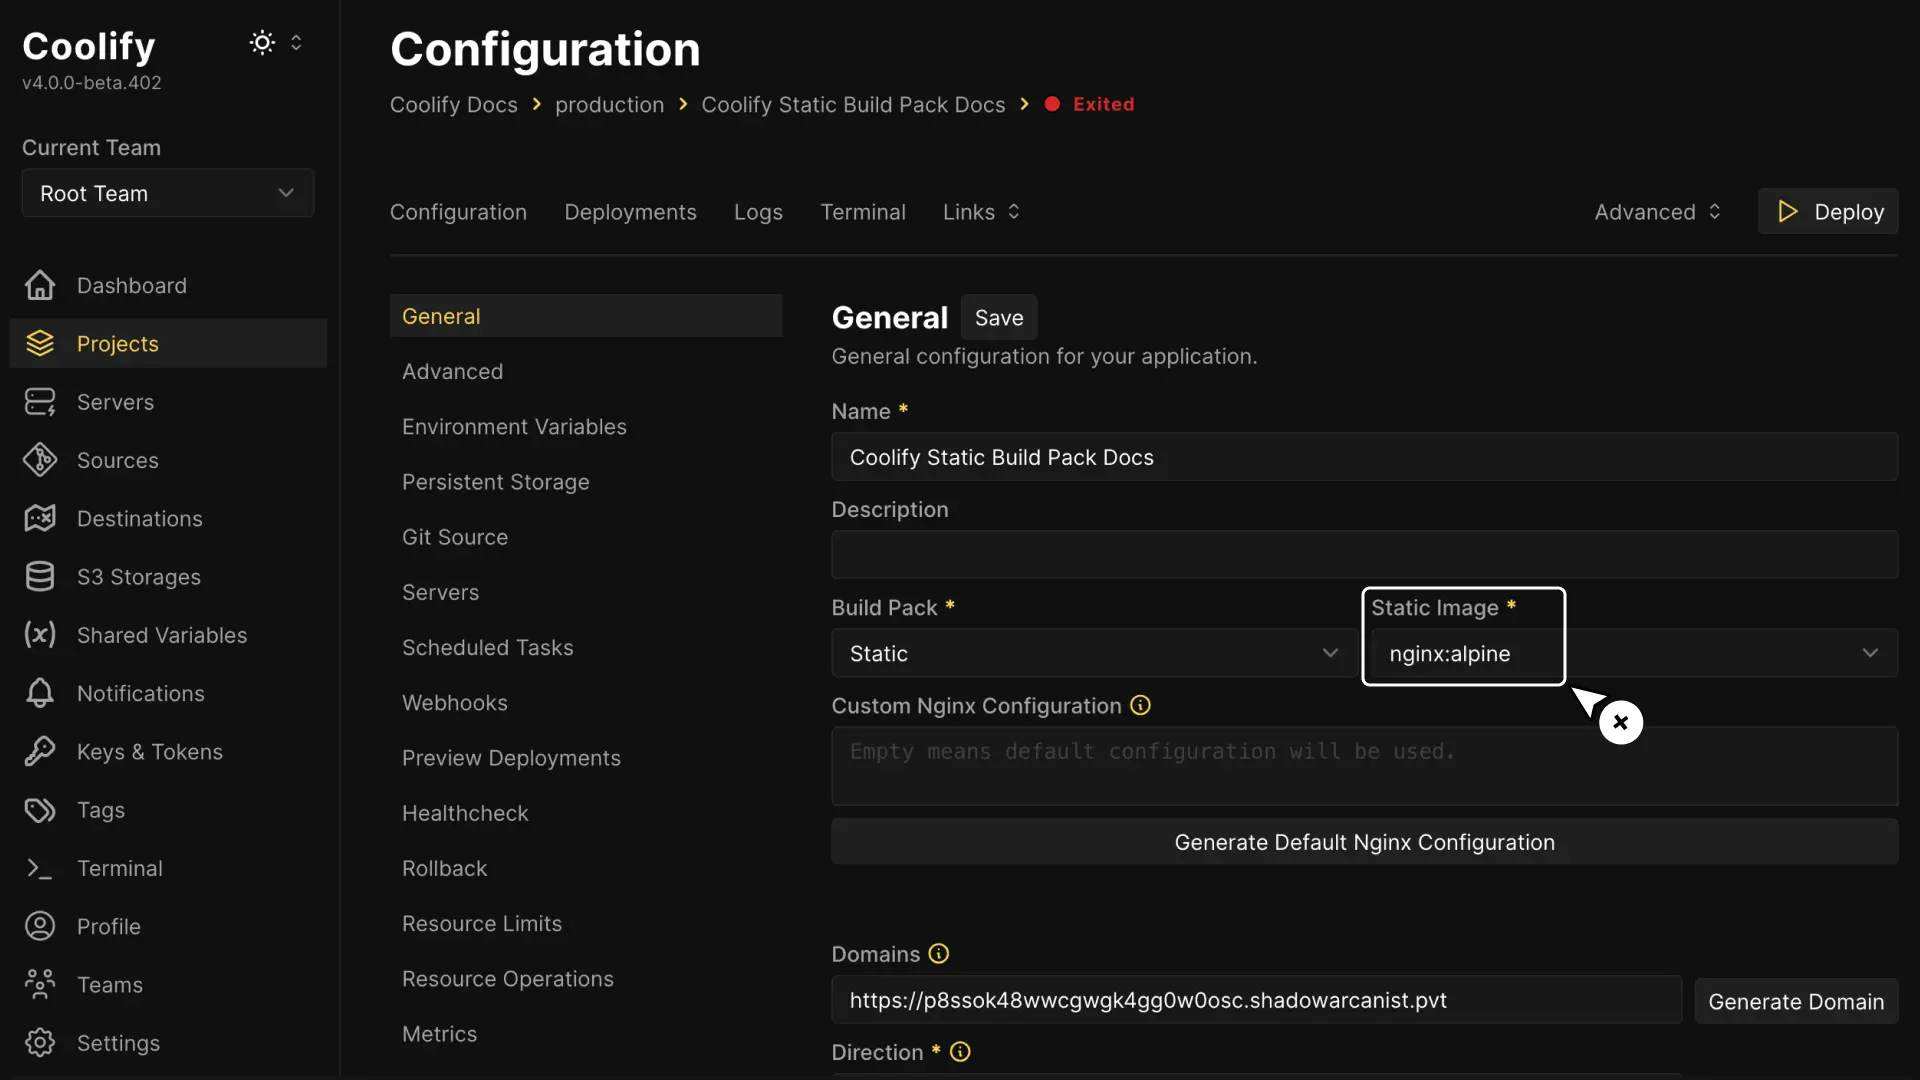 Coolify
v4.0.0-beta.402
Current Team
Root Team
Dashboard
Projects
Servers
Sources
Destinations
S3 Storages
Shared Variables
Notifications
Keys & Tokens
Tags
Terminal
Profile
Teams
Settings
Configuration
Coolify Docs > production > Coolify Static Build Pack Docs > Exited
Configuration Deployments Logs Terminal Links Advanced Deploy
General
Advanced
Environment Variables
Persistent Storage
Git Source
Servers
Scheduled Tasks
Webhooks
Preview Deployments
Healthcheck
Rollback
Resource Limits
Resource Operations
Metrics
General Save
General configuration for your application.
Name *
Coolify Static Build Pack Docs
Description
Build Pack * Static Image *
Static nginx:alpine
Custom Nginx Configuration
Empty means default configuration will be used.
Generate Default Nginx Configuration
Domains
https://p8ssok48wwcgwgk4gg0w0osc.shadowarcanist.pvt Generate Domain
Direction *